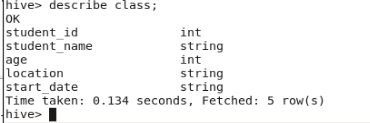 hive> describe class;
OK
student_id int
student_name string
age int
location string
start_date string
Time taken: 0.134 seconds, Fetched: 5 row(s)
hive>